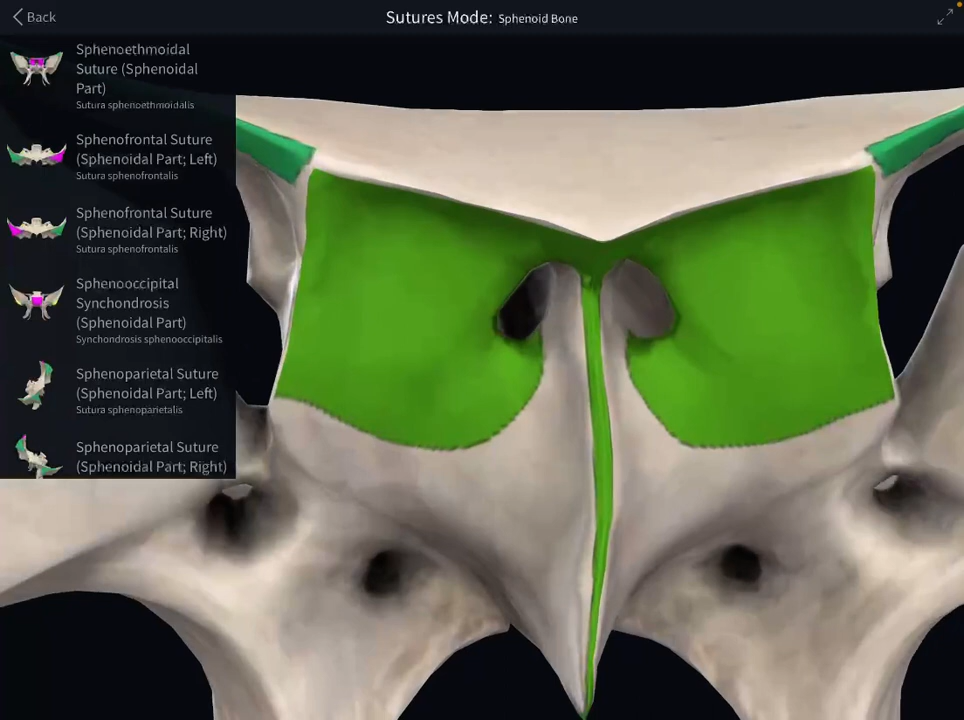 Back
Sutures Mode: Sphenoid Bone
Sphenoethmoidal
Suture (Sphenoidal
Part)
Sutura sphenoethmoidalis
Sphenofrontal Suture
(Sphenoidal Part; Left)
Sutura sphenofrontalis
Sphenofrontal Suture
(Sphenoidal Part; Right)
Sutura sphenofrontalis
Sphenooccipital
Synchondrosis
(Sphenoidal Part)
Synchondrosis sphenooccipitalis
Sphenoparietal Suture
(Sphenoidal Part; Left)
Sutura sphenoparietalis
Sphenoparietal Suture
(Sphenoidal Part; Right)